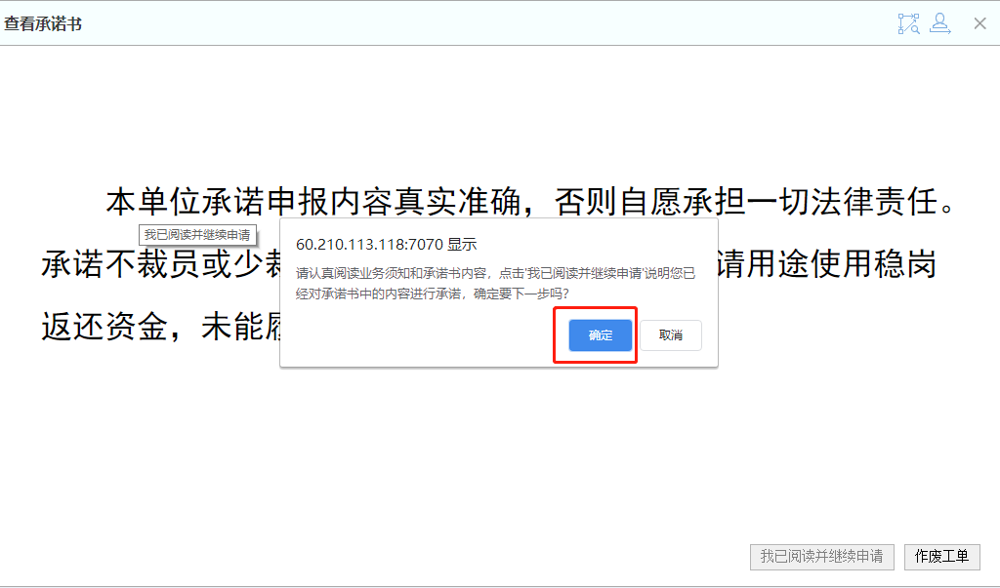 查看承诺书
本单位承诺申报内容真实准确，否则自愿承担一切法律责任。
我已阅读并继续申请
承诺不裁员或少
请用途使用稳岗
返还资金，未能
60.210.113.118:7070 显示
请认真阅读业务须知和承诺书内容，点击'我已阅读并继续申请'说明您已
经对承诺书中的内容进行承诺，确定要下一步吗？
确定 取消
我已阅读并继续申请 作废工单